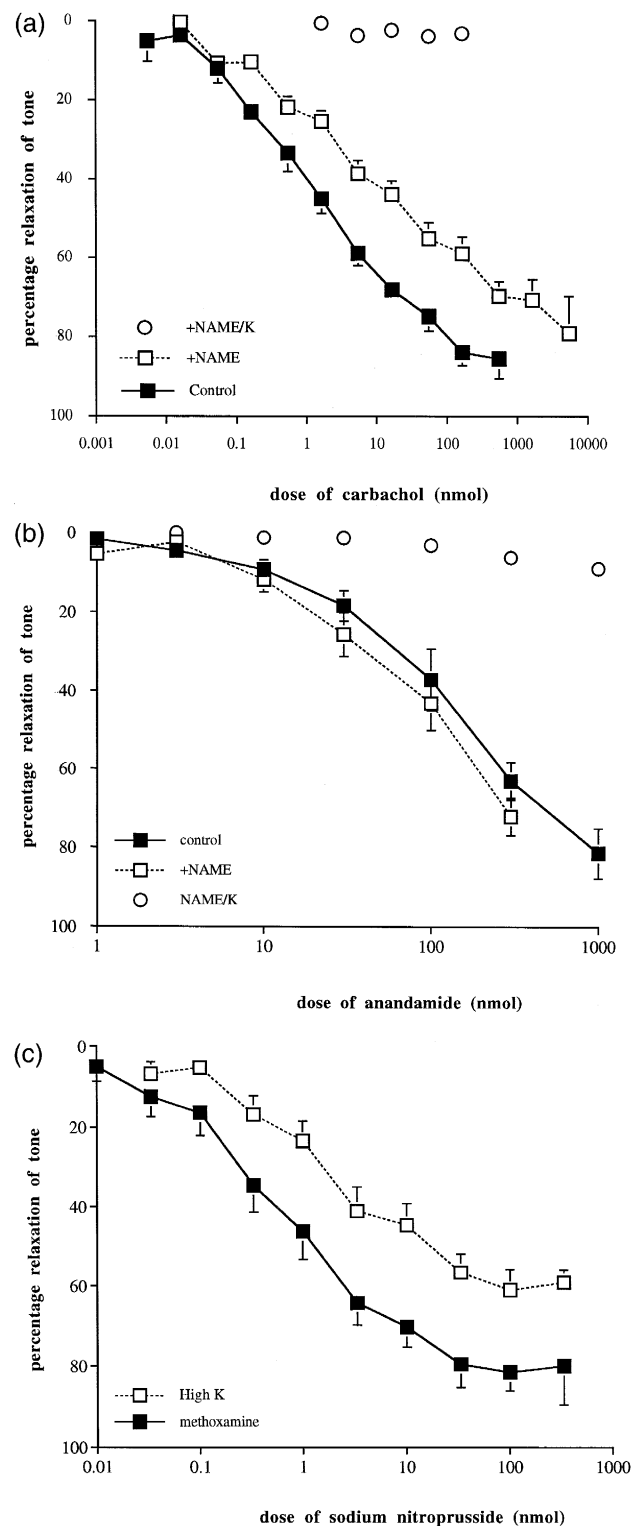 (a)
0
20
40
60
80
100
percentage relaxation of tone
+NAME/K
+NAME
Control
0.001 0.01 0.1 1 10 100 1000 10000
dose of carbachol (nmol)
(b)
0
20
40
60
80
100
percentage relaxation of tone
control
+NAME
NAME/K
1 10 100 1000
dose of anandamide (nmol)
(c)
0
20
40
60
80
100
percentage relaxation of tone
High K
methoxamine
0.01 0.1 1 10 100 1000
dose of sodium nitroprusside (nmol)